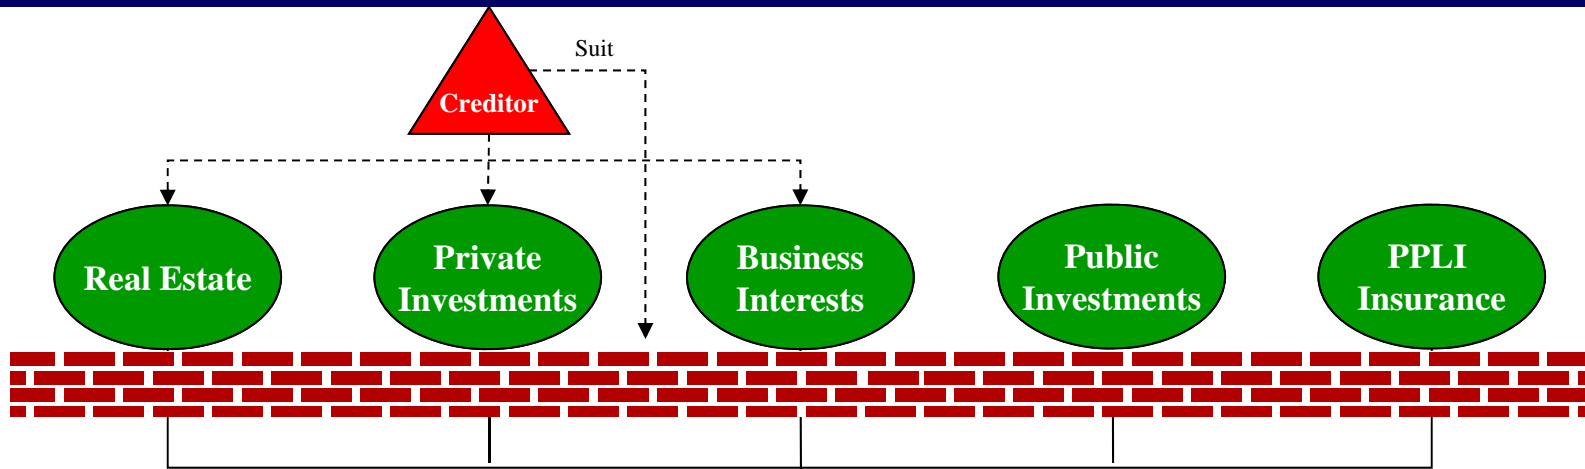 Suit
Creditor
Real Estate
Private
Investments
Business
Interests
Public
Investments
PPLI
Insurance